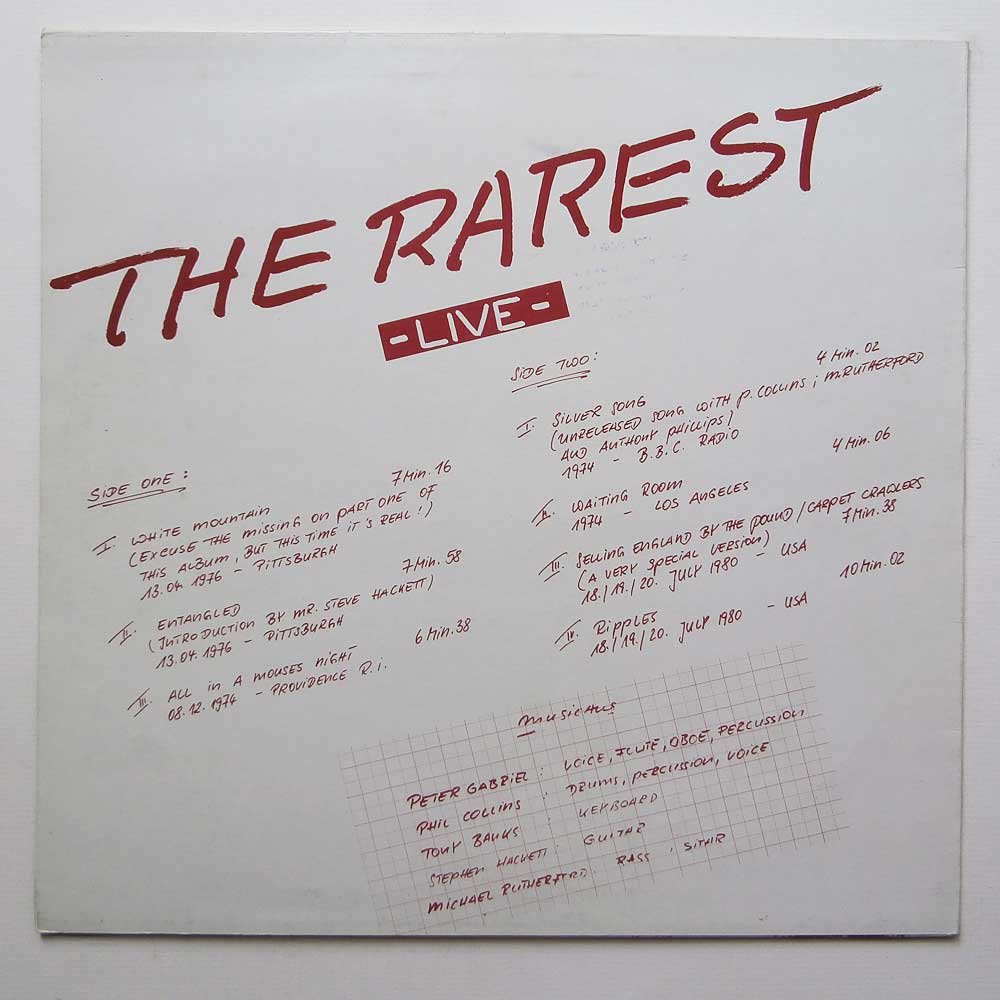 THE RAREST
- LIVE -
SIDE ONE :
I. WHITE MOUNTAIN 7 Min. 16
(EXCUSE THE MISSING ON PART ONE OF
THIS ALBUM, BUT THIS TIME IT'S REAL!)
13.04.1976 - PITTSBURGH
II. ENTANGLED 7 Min. 58
(INTRODUCTION BY MR. STEVE HACKETT)
13.04.1976 - PITTSBURGH
III. ALL IN A MOUSES NIGHT 6 Min. 38
08.12.1974 - PROVIDENCE R.i.
SIDE TWO :
I. SILVER SONG 4 Min. 02
(UNRELEASED SONG WITH P. COLLINS ; M.RUTHERFORD
AND ANTHONY PHILLIPS)
1974 - B.B.C. RADIO
II. WAITING ROOM 4 Min. 06
1974 - LOS ANGELES
III. SELLING ENGLAND BY THE POUND / CARPET CRAWLERS
(A VERY SPECIAL VERSION) 7 Min. 38
18./19./20. JULY 1980 - USA
IV. RIPPLES 10 Min. 02
18./19./20. JULY 1980 - USA
MUSICANS
PETER GABRIEL : VOICE, FLUTE, OBOE, PERCUSSION
PHIL COLLINS : DRUMS, PERCUSSION, VOICE
TONY BANKS : KEYBOARD
STEPHEN HACKETT : GUITAR
MICHAEL RUTHERFORD : BASS, SITHIR